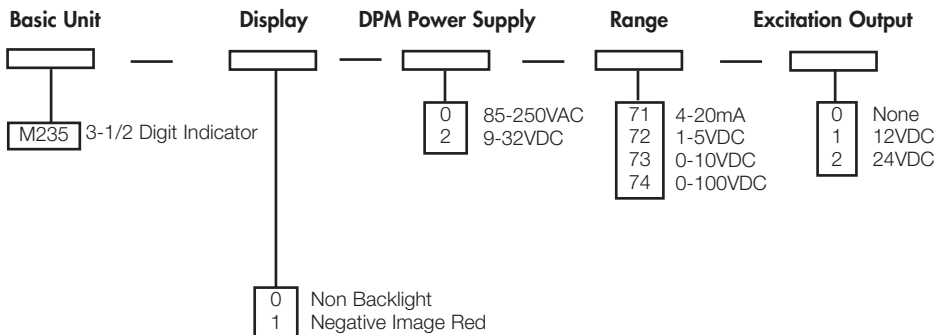 Basic Unit Display DPM Power Supply Range Excitation Output
M235 3-1/2 Digit Indicator
0 85-250VAC
2 9-32VDC
71 4-20mA
72 1-5VDC
73 0-10VDC
74 0-100VDC
0 None
1 12VDC
2 24VDC
0 Non Backlight
1 Negative Image Red